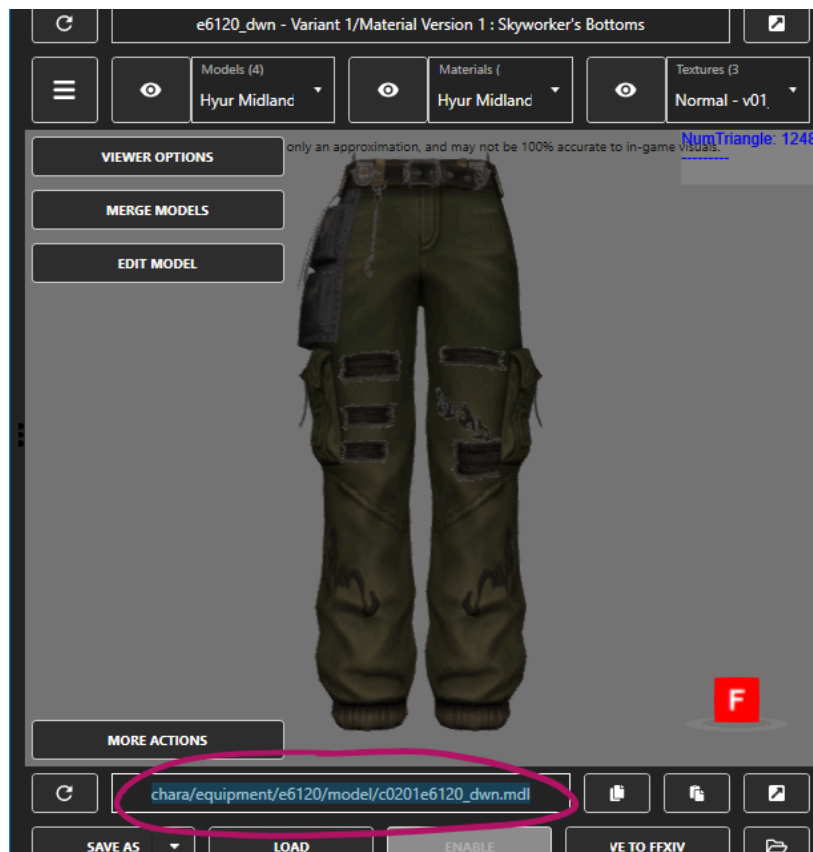 e6120_dwn - Variant 1/Material Version 1 : Skyworker's Bottoms
Models (4)
Hyur Midland
Materials (
Hyur Midland
Textures (3
Normal - v01_
only an approximation, and may not be 100% accurate to in-game visuals.
NumTriangle: 1248
---------
VIEWER OPTIONS
MERGE MODELS
EDIT MODEL
F
MORE ACTIONS
chara/equipment/e6120/model/c0201e6120_dwn.mdl
SAVE AS
LOAD
ENABLE
VE TO FFXIV